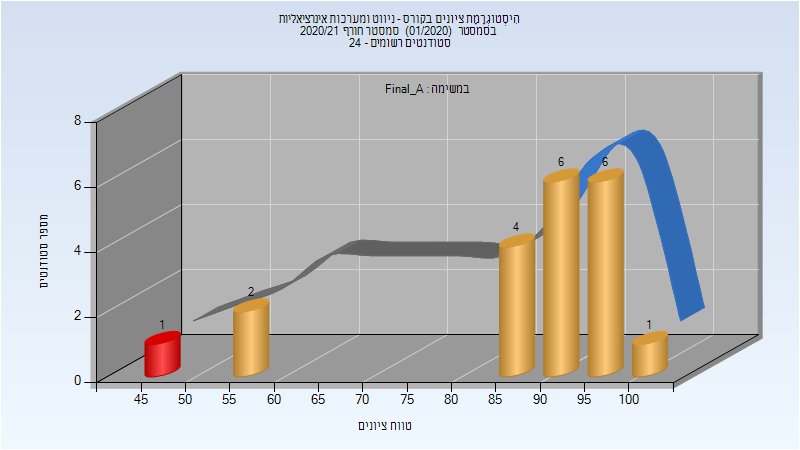 היסטוגרמת ציונים בקורס - ניווט ומערכות אינרציאליות
בסמסטר (01/2020) סמסטר חורף 2020/21
סטודנטים רשומים - 24
במשימה : Final_A
מספר סטודנטים
8
6
4
2
0
1
2
4
6
6
1
45 50 55 60 65 70 75 80 85 90 95 100
טווח ציונים